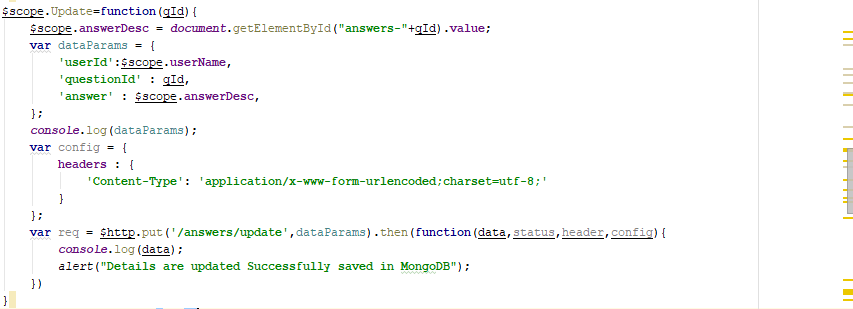 $scope.Update=function(qId){
$scope.answerDesc = document.getElementById("answers-"+qId).value;
var dataParams = {
'userId':$scope.userName,
'questionId' : qId,
'answer' : $scope.answerDesc,
};
console.log(dataParams);
var config = {
headers : {
'Content-Type': 'application/x-www-form-urlencoded;charset=utf-8;'
}
};
var req = $http.put('/answers/update',dataParams).then(function(data,status,header,config){
console.log(data);
alert("Details are updated Successfully saved in MongoDB");
})
}